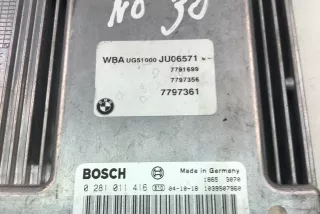 NO 30
WBA UG51000 JU06571
7791699
7797356
7797361
BOSCH
Made in Germany
1665 3070
0 281 011 416 04-10-18 1039S07960